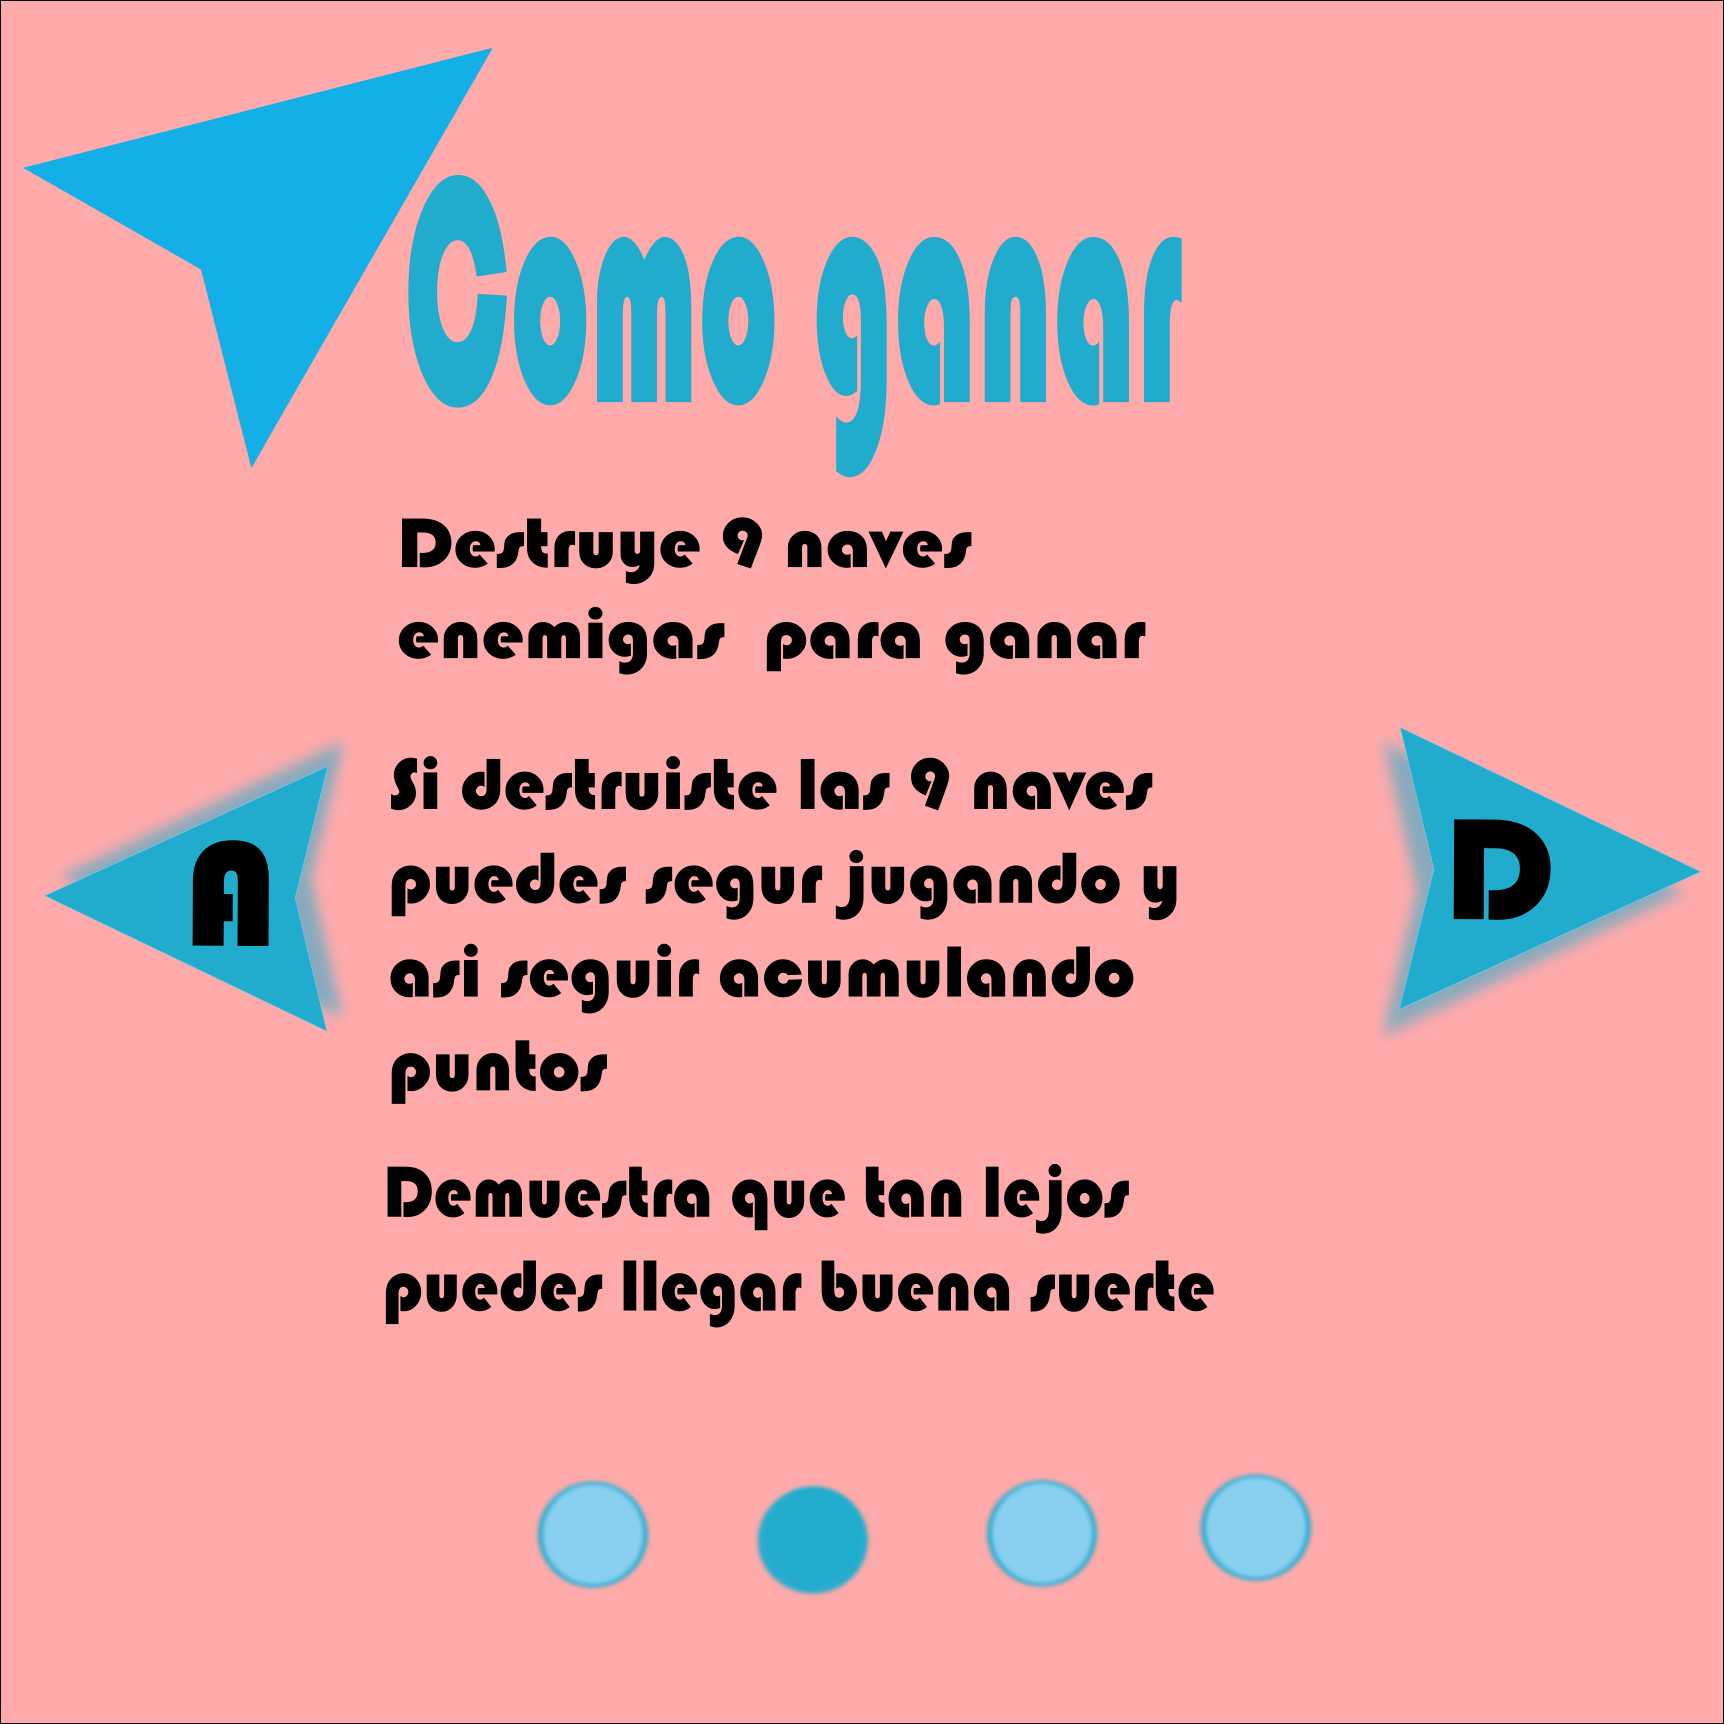 Como ganar
Destruye 9 naves
enemigas para ganar
Si destruiste las 9 naves
puedes segur jugando y
asi seguir acumulando
puntos
A
D
Demuestra que tan lejos
puedes llegar buena suerte